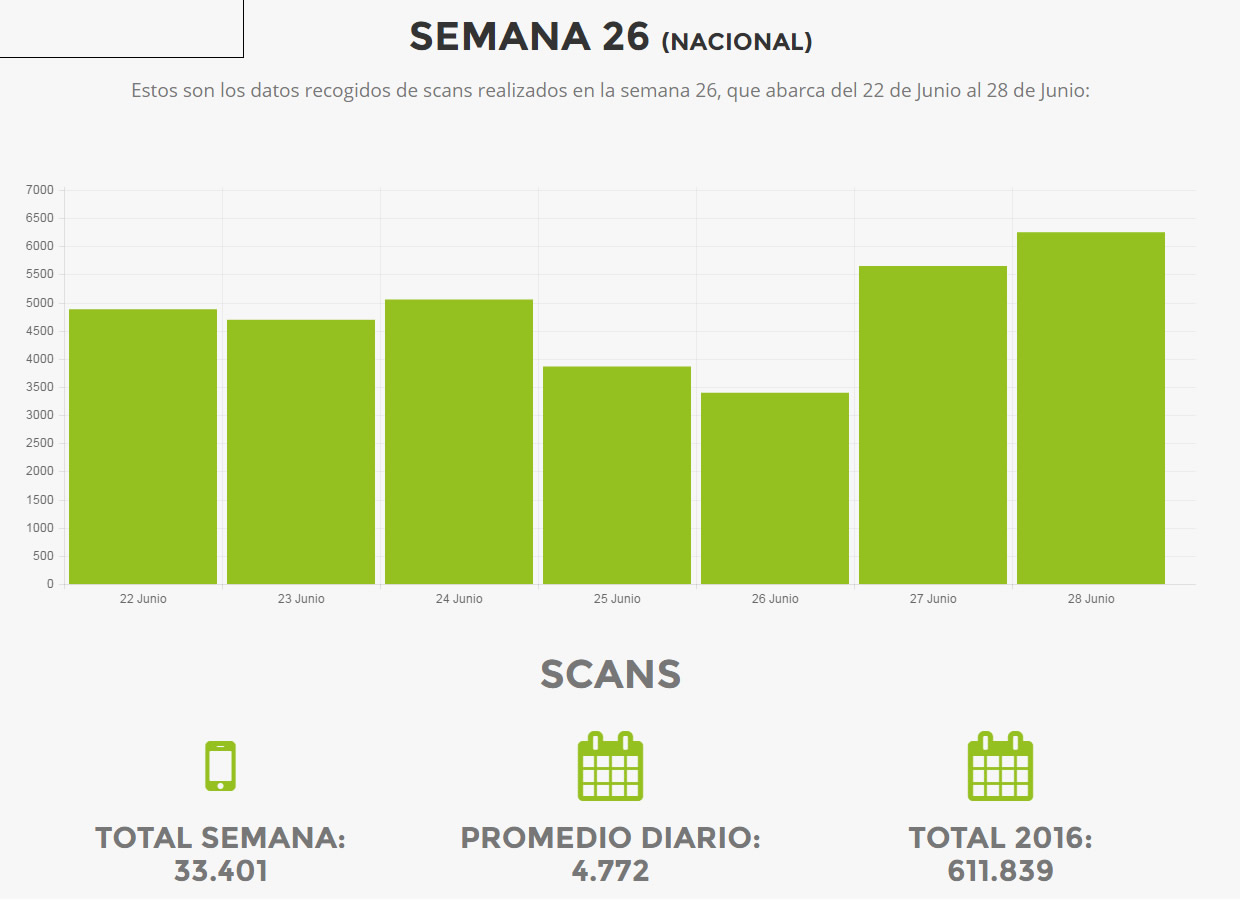 SEMANA 26 (NACIONAL)
Estos son los datos recogidos de scans realizados en la semana 26, que abarca del 22 de Junio al 28 de Junio:
7000
6500
6000
5500
5000
4500
4000
3500
3000
2500
2000
1500
1000
500
0
22 Junio 23 Junio 24 Junio 25 Junio 26 Junio 27 Junio 28 Junio
SCANS
TOTAL SEMANA: PROMEDIO DIARIO: TOTAL 2016:
33.401 4.772 611.839